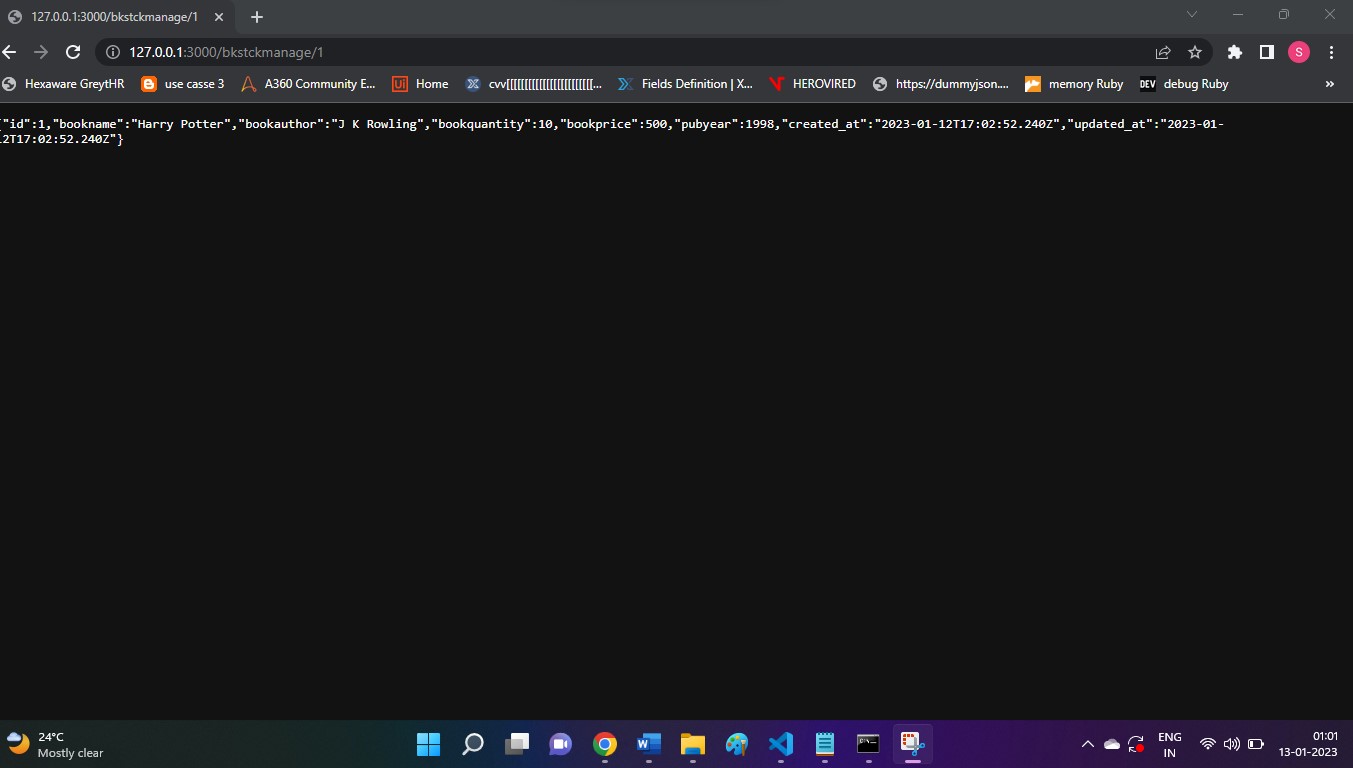 127.0.0.1:3000/bkstckmanage/1
127.0.0.1:3000/bkstckmanage/1
S
Hexaware GreytHR use casse 3 A360 Community E... Ui Home cvv[[[[[[[[[[[[[[[[[[[[[[[[... Fields Definition | X... HEROVIRED https://dummyjson.... memory Ruby DEV debug Ruby »
{"id":1,"bookname":"Harry Potter","bookauthor":"J K Rowling","bookquantity":10,"bookprice":500,"pubyear":1998,"created_at":"2023-01-12T17:02:52.240Z","updated_at":"2023-01-
12T17:02:52.240Z"}
24°C
Mostly clear
ENG
IN
01:01
13-01-2023